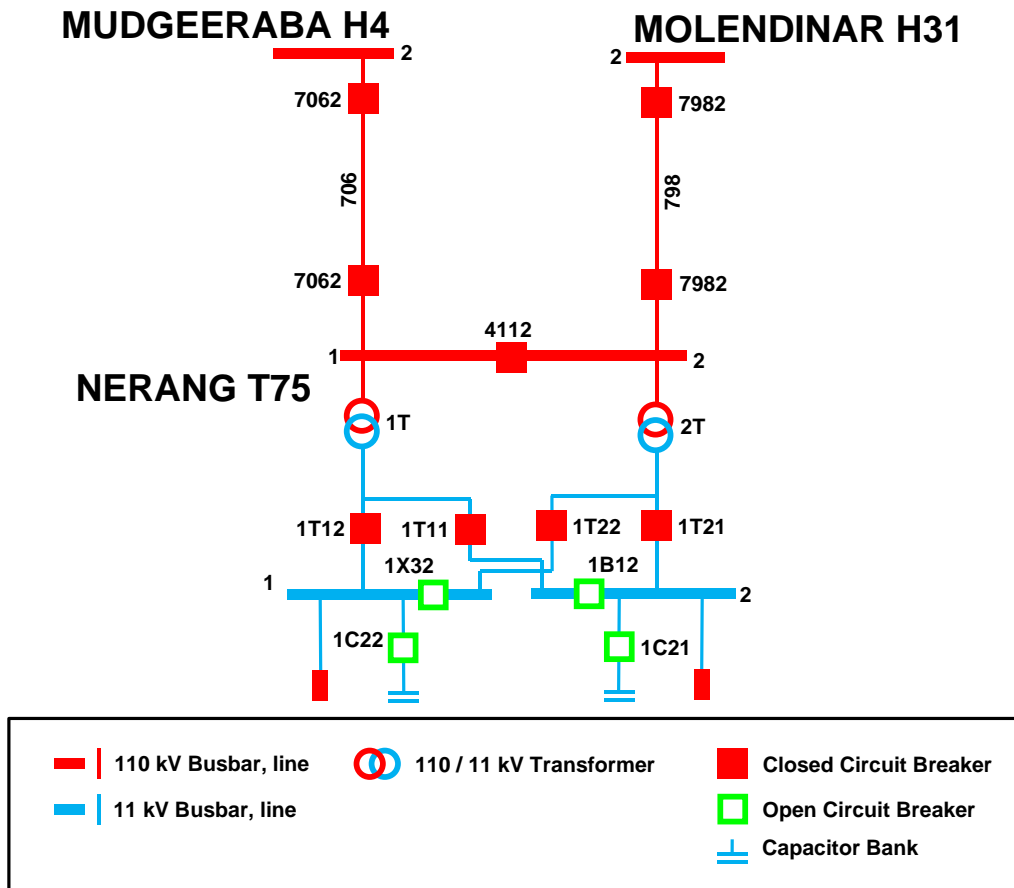 MUDGEERABA H4
MOLENDINAR H31
2
2
7062
7982
706
798
7062
7982
4112
1
2
NERANG T75
1T
2T
1T12
1T11
1T22
1T21
1X32
1B12
1
2
1C22
1C21
110 kV Busbar, line
110 / 11 kV Transformer
Closed Circuit Breaker
11 kV Busbar, line
Open Circuit Breaker
Capacitor Bank